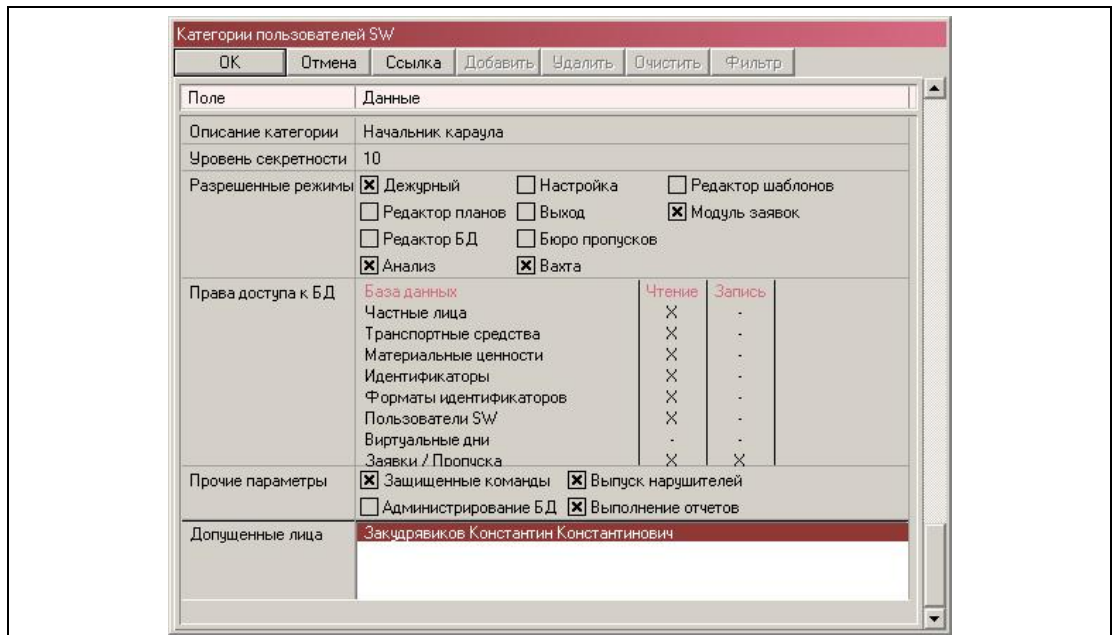 Категории пользователей SW
OK Отмена Ссылка Добавить Удалить Очистить Фильтр
Поле Данные
Описание категории Начальник караула
Уровень секретности 10
Разрешенные режимы X Дежурный Настройка Редактор шаблонов
Редактор планов Выход X Модуль заявок
Редактор БД Бюро пропусков
X Анализ X Вахта
Права доступа к БД База данных Чтение Запись
Частные лица X -
Транспортные средства X -
Материальные ценности X -
Идентификаторы X -
Форматы идентификаторов X -
Пользователи SW X -
Виртуальные дни - -
Заявки / Пропуска X X
Прочие параметры X Защищенные команды X Выпуск нарушителей
Администрирование БД X Выполнение отчетов
Допущенные лица Закудрявиков Константин Константинович